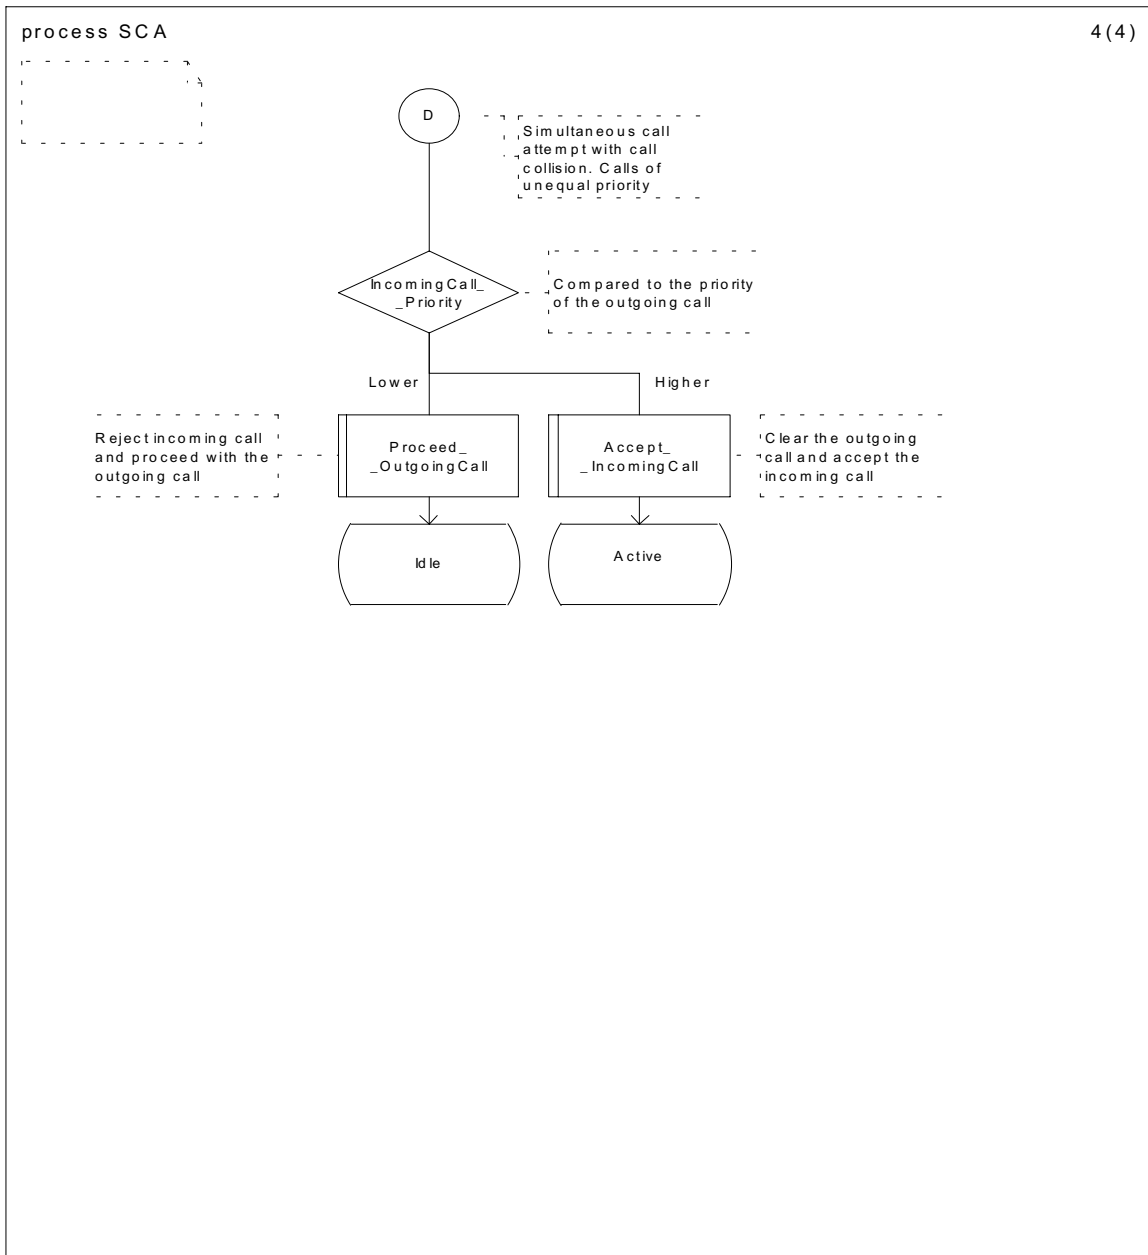 process SCA
4(4)
D
Simultaneous call
attempt with call
collision. Calls of
unequal priority
IncomingCall_
_Priority
Compared to the priority
of the outgoing call
Lower
Higher
Reject incoming call
and proceed with the
outgoing call
Proceed_
_OutgoingCall
Accept_
_IncomingCall
Clear the outgoing
call and accept the
incoming call
Idle
Active